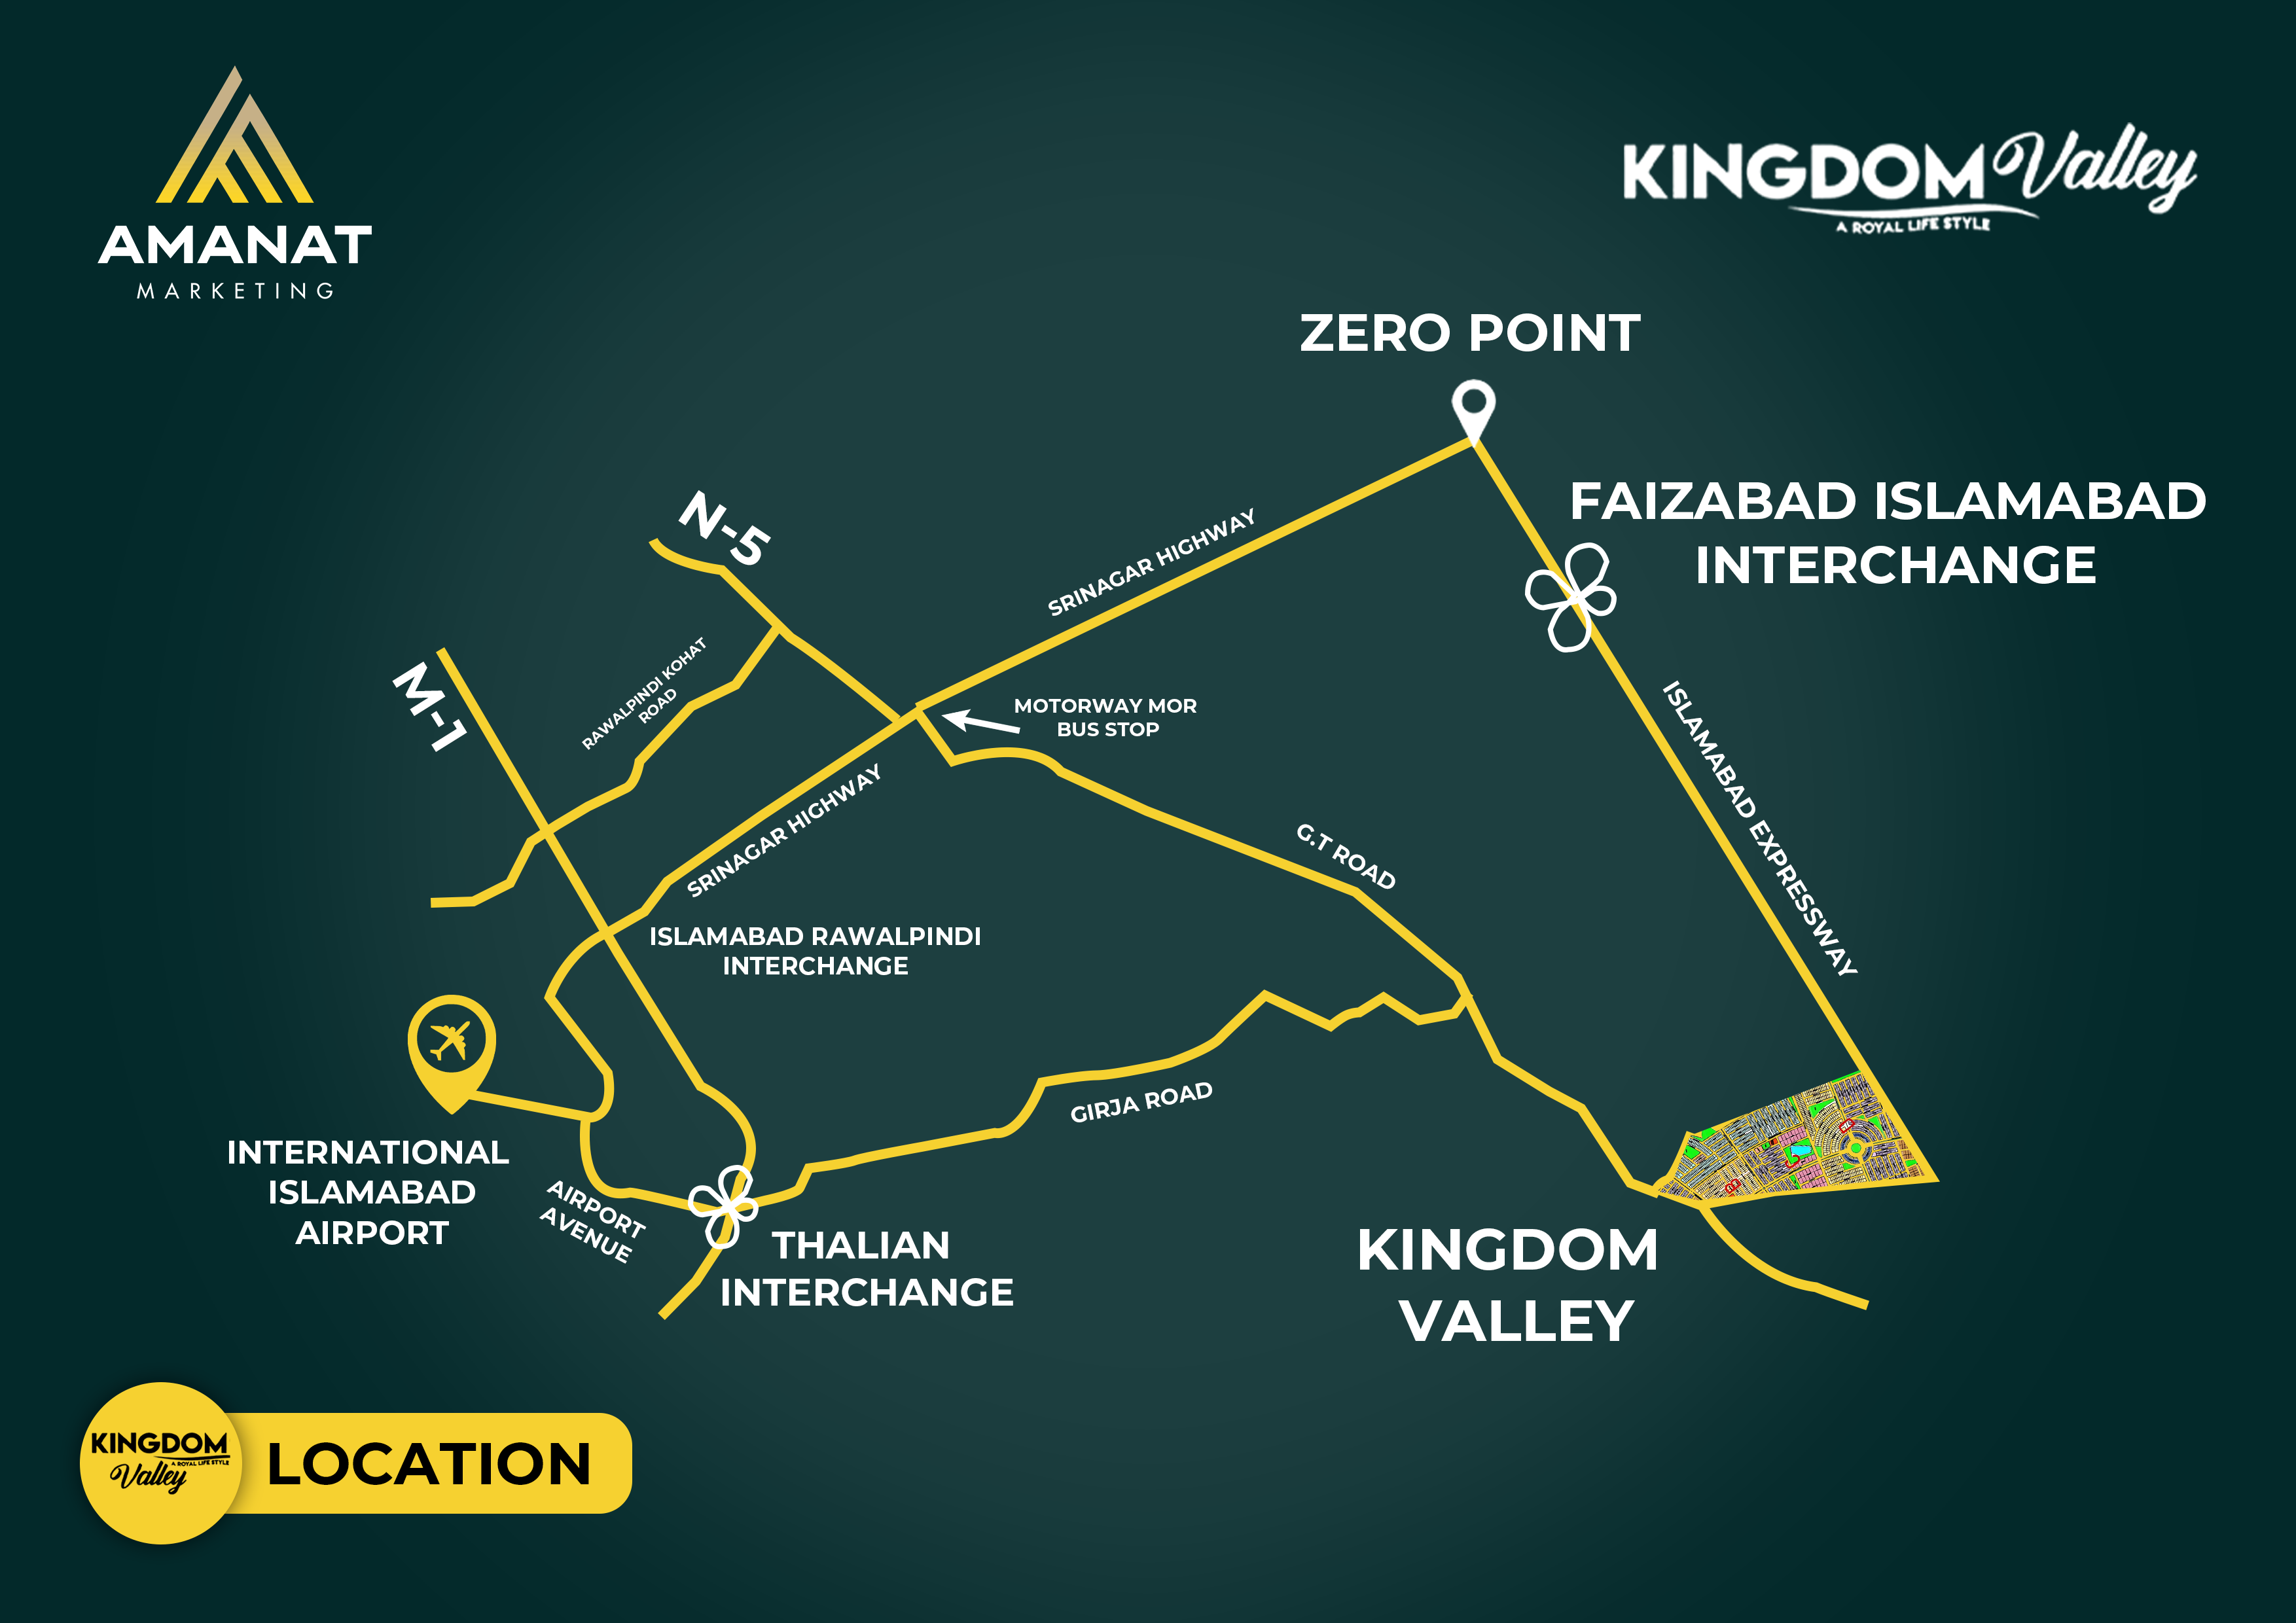 AMANAT
MARKETING
KINGDOM Valley
A ROYAL LIFE STYLE
ZERO POINT
FAIZABAD ISLAMABAD
INTERCHANGE
N-5
SRINAGAR HIGHWAY
M-1
RAWALPINDI KOHAT
ROAD
MOTORWAY MOR
BUS STOP
ISLAMABAD EXPRESSWAY
SRINAGAR HIGHWAY
G.T ROAD
ISLAMABAD RAWALPINDI
INTERCHANGE
GIRJA ROAD
INTERNATIONAL
ISLAMABAD
AIRPORT
AIRPORT
AVENUE
THALIAN
INTERCHANGE
KINGDOM
VALLEY
KINGDOM
A ROYAL LIFE STYLE
Valley
LOCATION